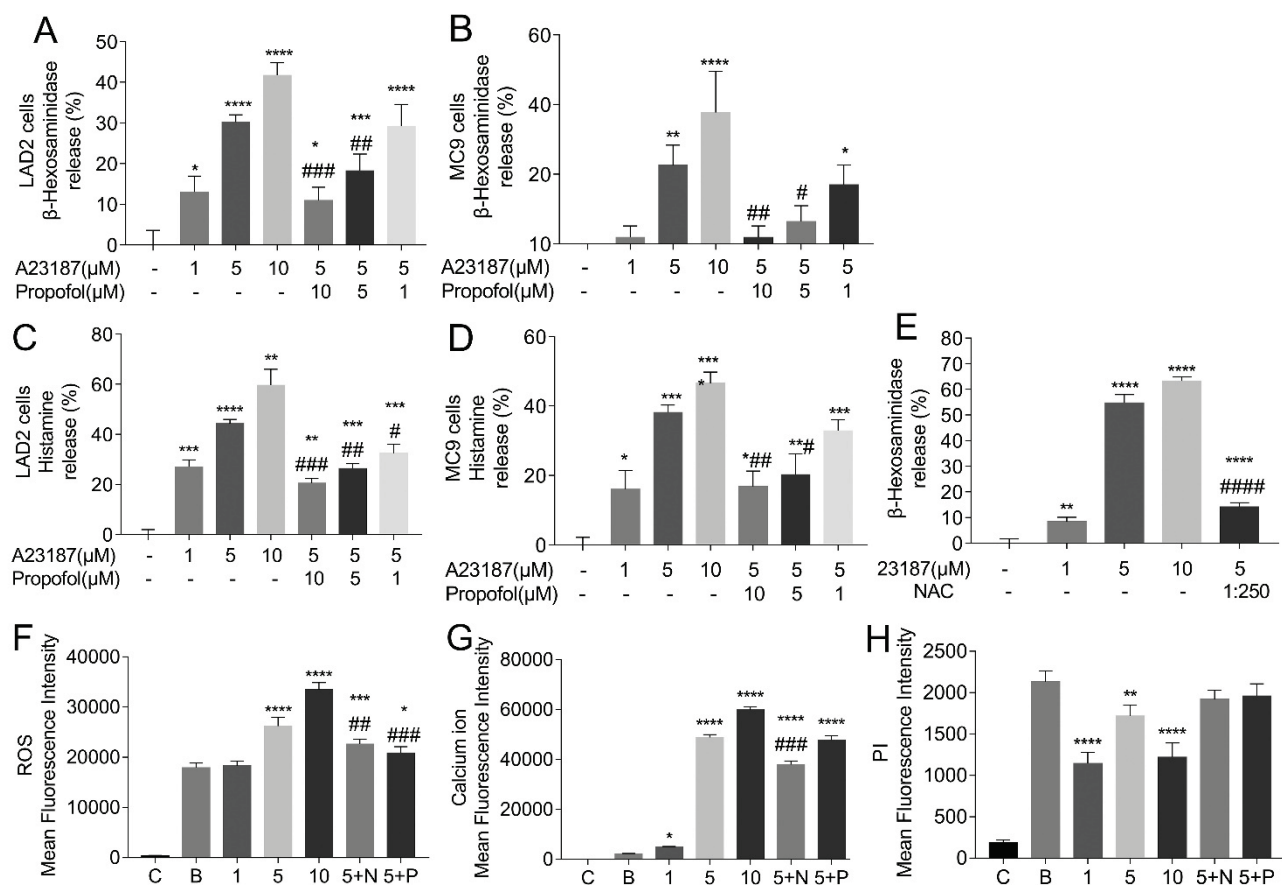 A
LAD2 cells
β-Hexosaminidase
release (%)
50
40
30
20
10
0
*
****
****
*
###
***
##
****
A23187(μM) - 1 5 10 5 5 5
Propofol(μM) - - - - 10 5 1
B
MC9 cells
β-Hexosaminidase
release (%)
60
40
20
10
**
****
##
#
*
A23187(μM) - 1 5 10 5 5 5
Propofol(μM) - - - - 10 5 1
C
LAD2 cells
Histamine
release (%)
80
60
40
20
0
***
****
**
**
###
***
##
***
#
A23187(μM) - 1 5 10 5 5 5
Propofol(μM) - - - - 10 5 1
D
MC9 cells
Histamine
release (%)
60
40
20
0
*
***
***
*
*##
**#
***
A23187(μM) - 1 5 10 5 5 5
Propofol(μM) - - - - 10 5 1
E
β-Hexosaminidase
release (%)
80
70
60
50
40
30
20
10
0
**
****
****
****
####
23187(μM) - 1 5 10 5
NAC - - - - 1:250
F
ROS
Mean Fluorescence Intensity
40000
30000
20000
10000
0
****
****
***
##
*
###
C B 1 5 10 5+N 5+P
G
Calcium ion
Mean Fluorescence Intensity
80000
60000
40000
20000
0
*
****
****
****
###
****
C B 1 5 10 5+N 5+P
H
PI
Mean Fluorescence Intensity
2500
2000
1500
1000
500
0
****
**
****
C B 1 5 10 5+N 5+P